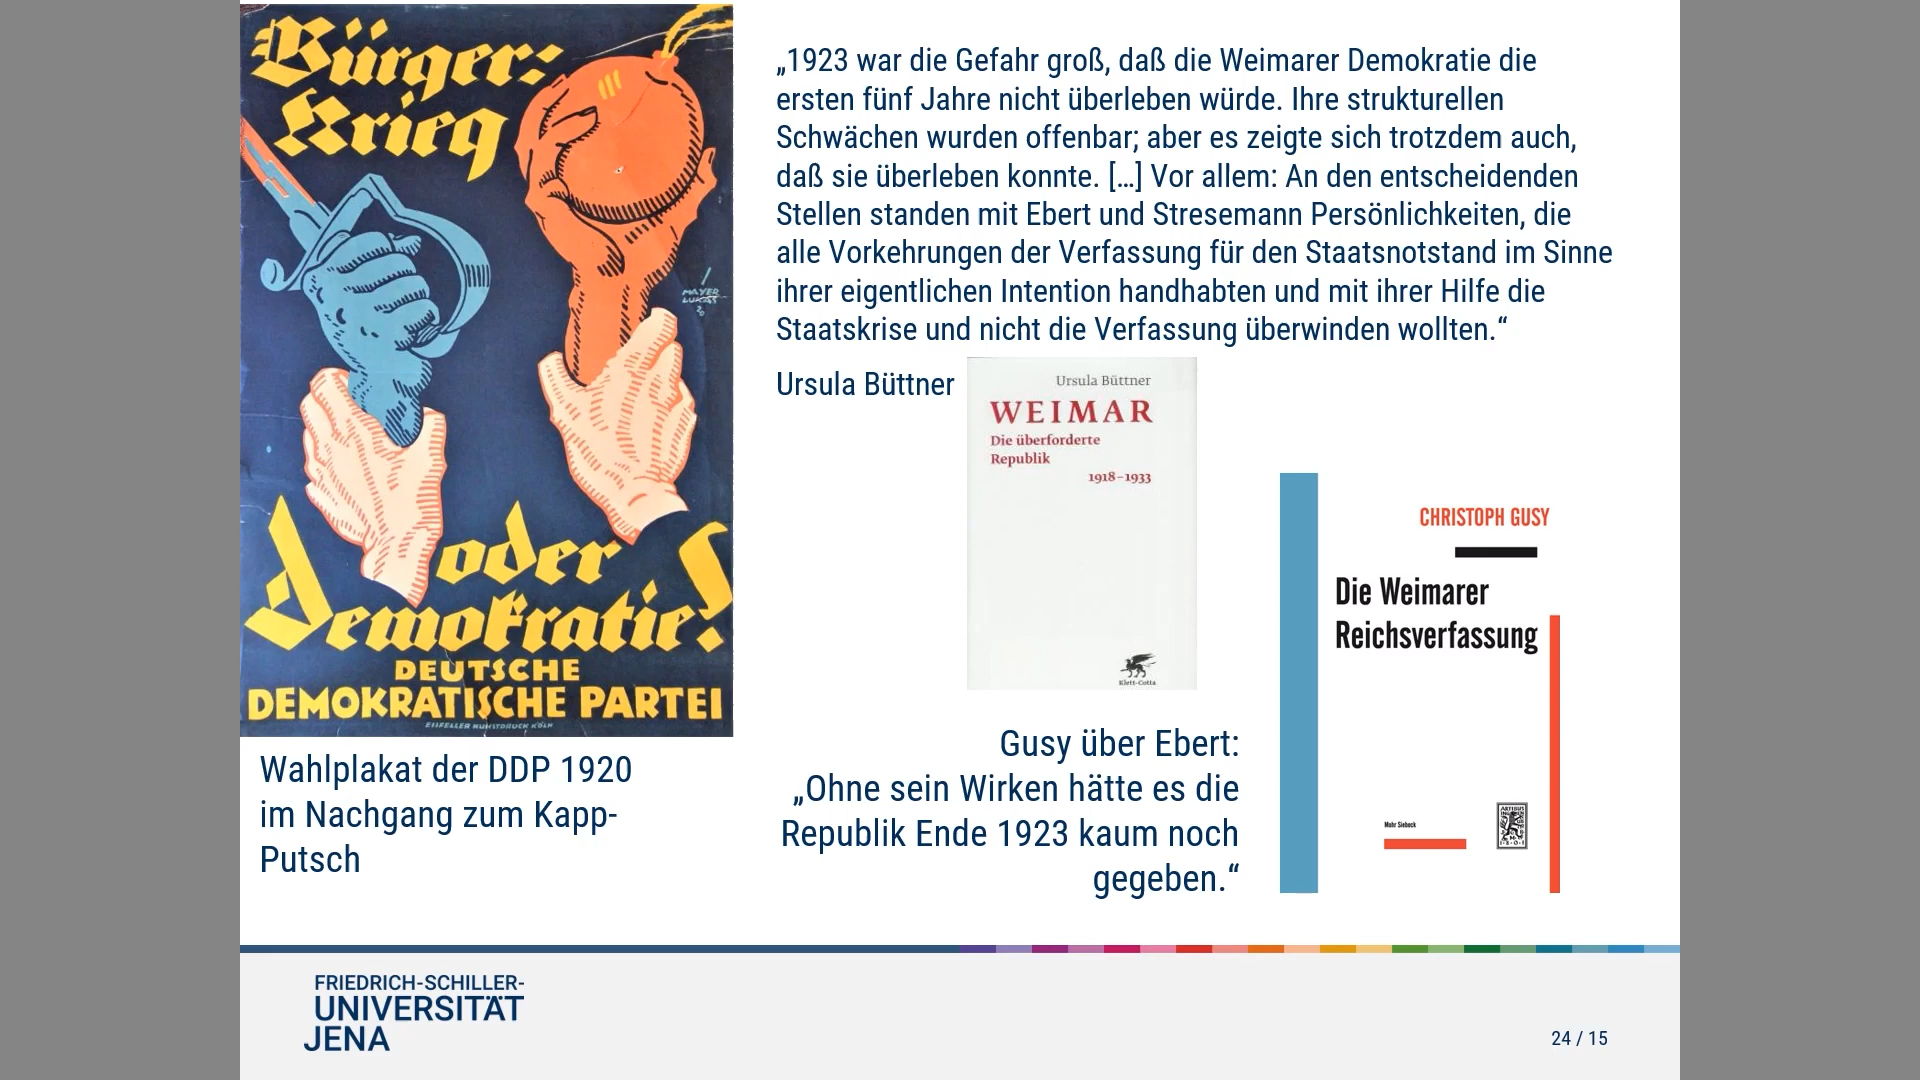 Bürger-
Krieg
MAYER
LUKAS
20
oder
Demokratie!
DEUTSCHE
DEMOKRATISCHE PARTEI
EIFELLER KUNSTDRUCK KÖLN
Wahlplakat der DDP 1920
im Nachgang zum Kapp-
Putsch
„1923 war die Gefahr groß, daß die Weimarer Demokratie die
ersten fünf Jahre nicht überleben würde. Ihre strukturellen
Schwächen wurden offenbar; aber es zeigte sich trotzdem auch,
daß sie überleben konnte. […] Vor allem: An den entscheidenden
Stellen standen mit Ebert und Stresemann Persönlichkeiten, die
alle Vorkehrungen der Verfassung für den Staatsnotstand im Sinne
ihrer eigentlichen Intention handhabten und mit ihrer Hilfe die
Staatskrise und nicht die Verfassung überwinden wollten.“
Ursula Büttner
Ursula Büttner
WEIMAR
Die überforderte
Republik
1918–1933
Klett-Cotta
Gusy über Ebert:
„Ohne sein Wirken hätte es die
Republik Ende 1923 kaum noch
gegeben.“
CHRISTOPH GUSY
Die Weimarer
Reichsverfassung
Mohr Siebeck
FRIEDRICH-SCHILLER-
UNIVERSITÄT
JENA
24 / 15